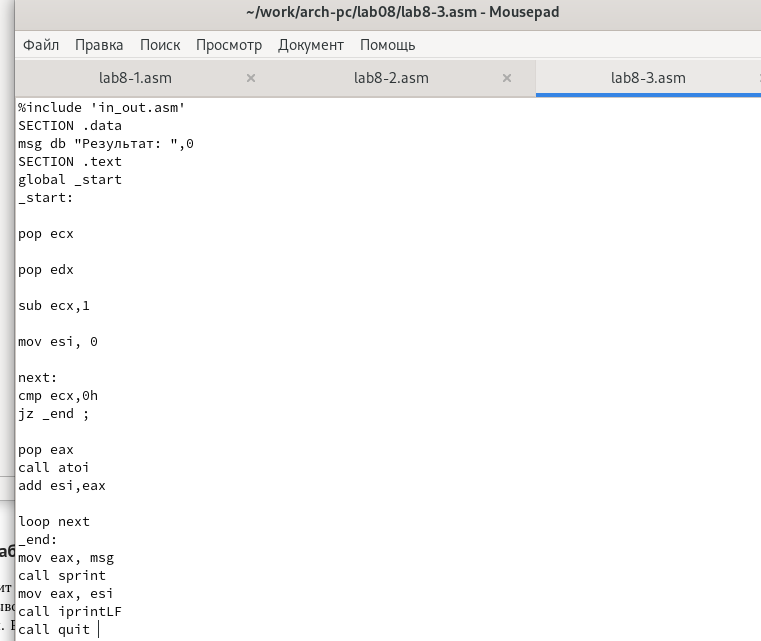 ~/work/arch-pc/lab08/lab8-3.asm - Mousepad
Файл Правка Поиск Просмотр Документ Помощь
lab8-1.asm × lab8-2.asm × lab8-3.asm
%include 'in_out.asm'
SECTION .data
msg db "Результат: ",0
SECTION .text
global _start
_start:
pop ecx
pop edx
sub ecx,1
mov esi, 0
next:
cmp ecx,0h
jz _end ;
pop eax
call atoi
add esi,eax
loop next
_end:
mov eax, msg
call sprint
mov eax, esi
call iprintLF
call quit